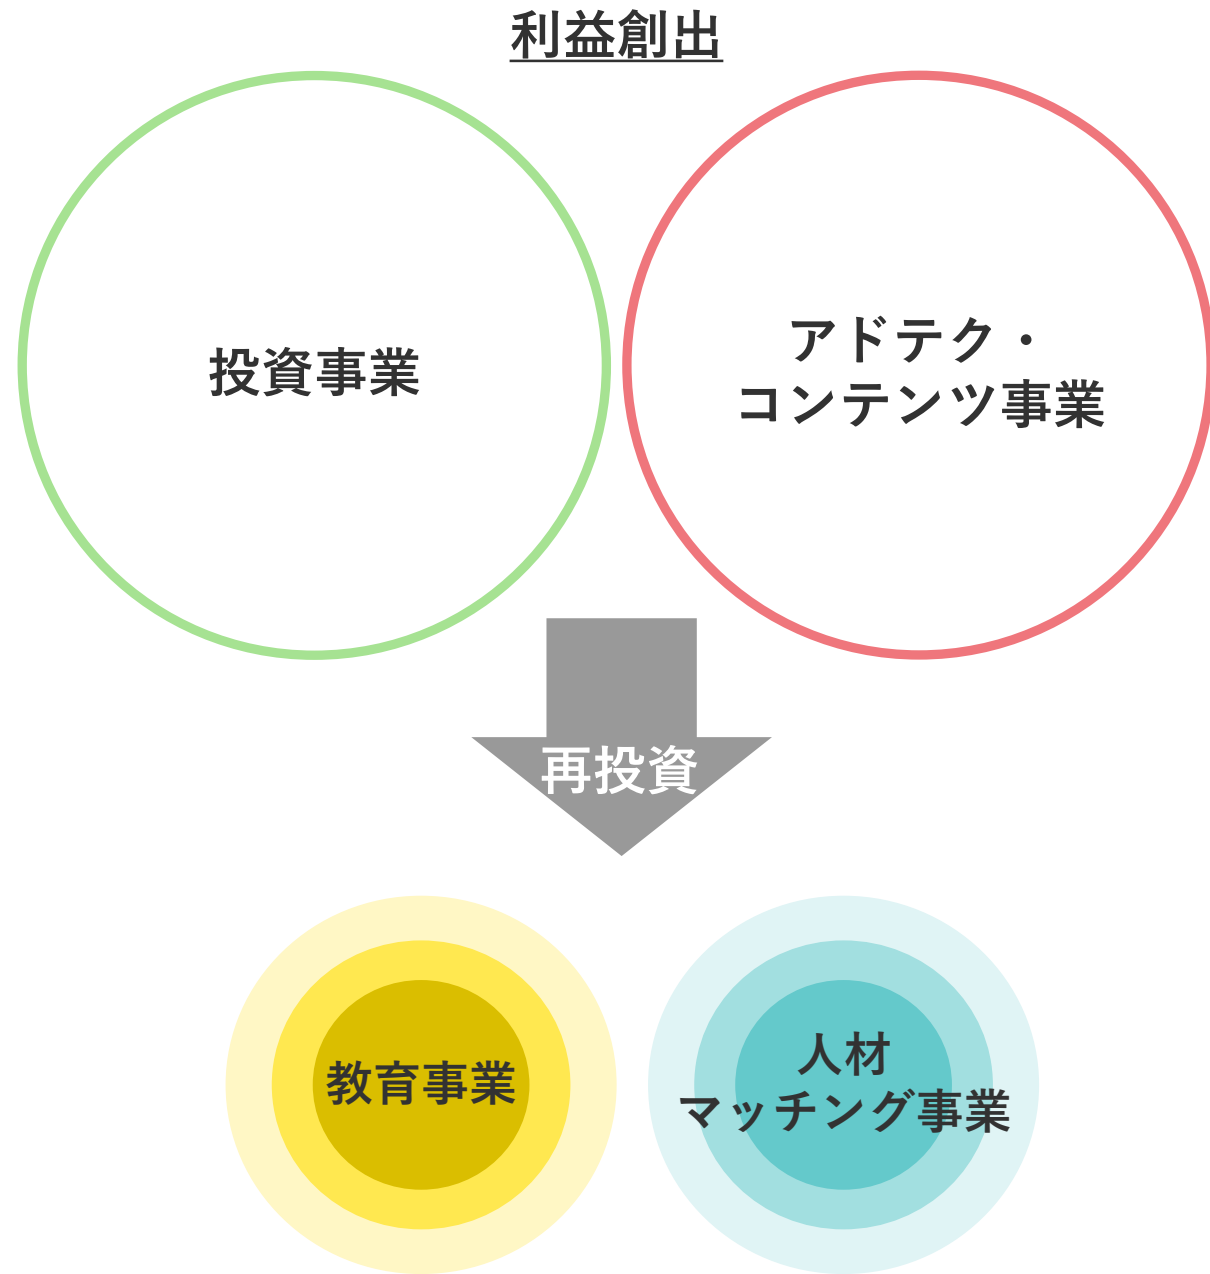 利益創出
投資事業
アドテク・
コンテンツ事業
再投資
教育事業
人材
マッチング事業